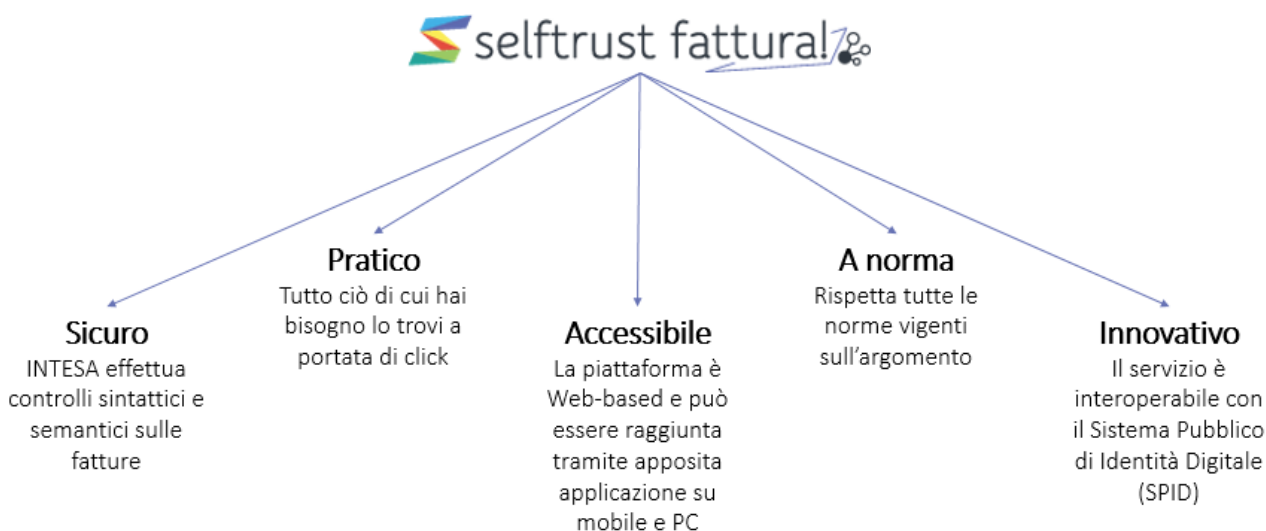 selftrust fattura!
Sicuro
INTESA effettua
controlli sintattici e
semantici sulle
fatture
Pratico
Tutto ciò di cui hai
bisogno lo trovi a
portata di click
Accessibile
La piattaforma è
Web-based e può
essere raggiunta
tramite apposita
applicazione su
mobile e PC
A norma
Rispetta tutte le
norme vigenti
sull'argomento
Innovativo
Il servizio è
interoperabile con
il Sistema Pubblico
di Identità Digitale
(SPID)